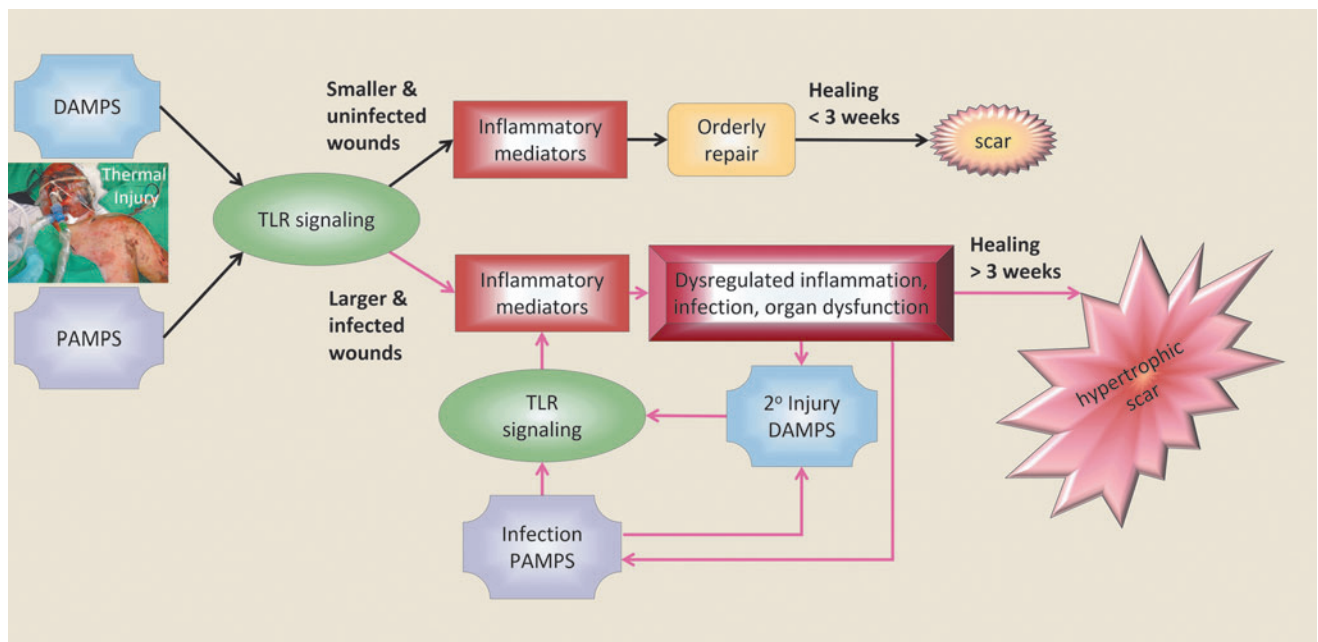 DAMPS
Thermal
Injury
PAMPS
TLR signaling
Smaller &
uninfected
wounds
Inflammatory
mediators
Orderly
repair
Healing
< 3 weeks
scar
Larger &
infected
wounds
Inflammatory
mediators
Dysregulated inflammation,
infection, organ dysfunction
Healing
> 3 weeks
hypertrophic
scar
TLR
signaling
2º Injury
DAMPS
Infection
PAMPS